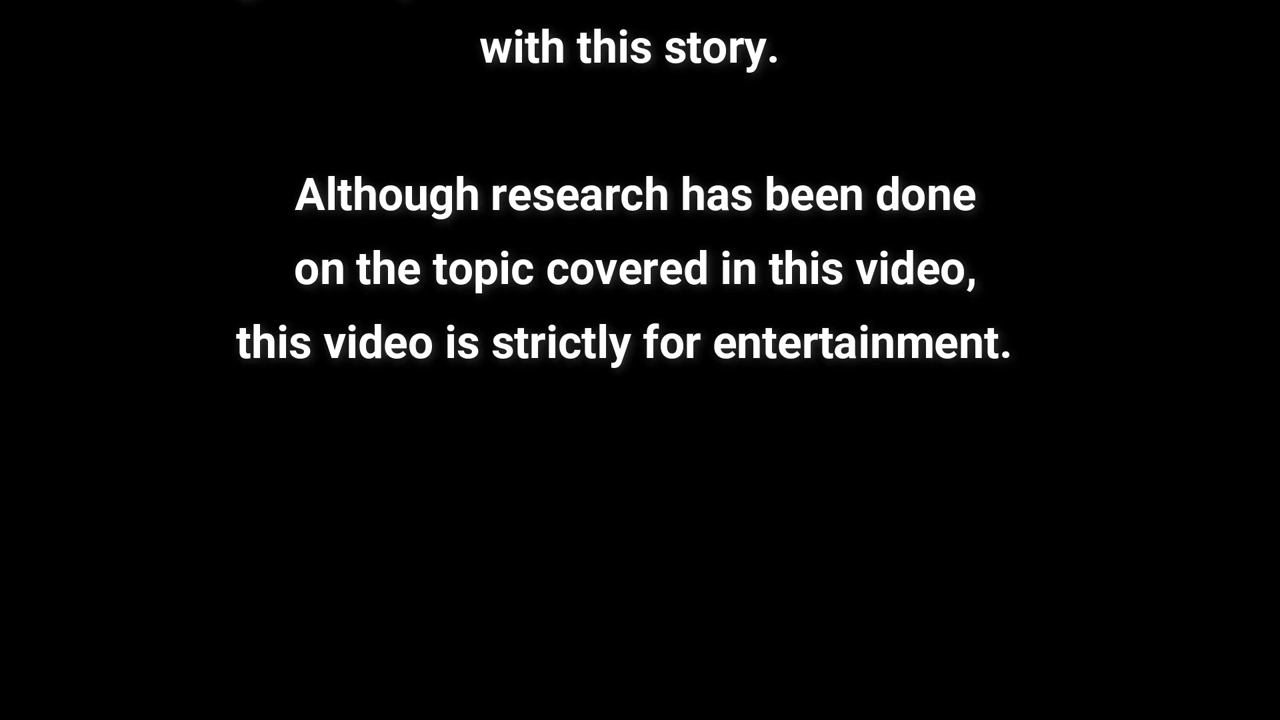 with this story.
Although research has been done
on the topic covered in this video,
this video is strictly for entertainment.